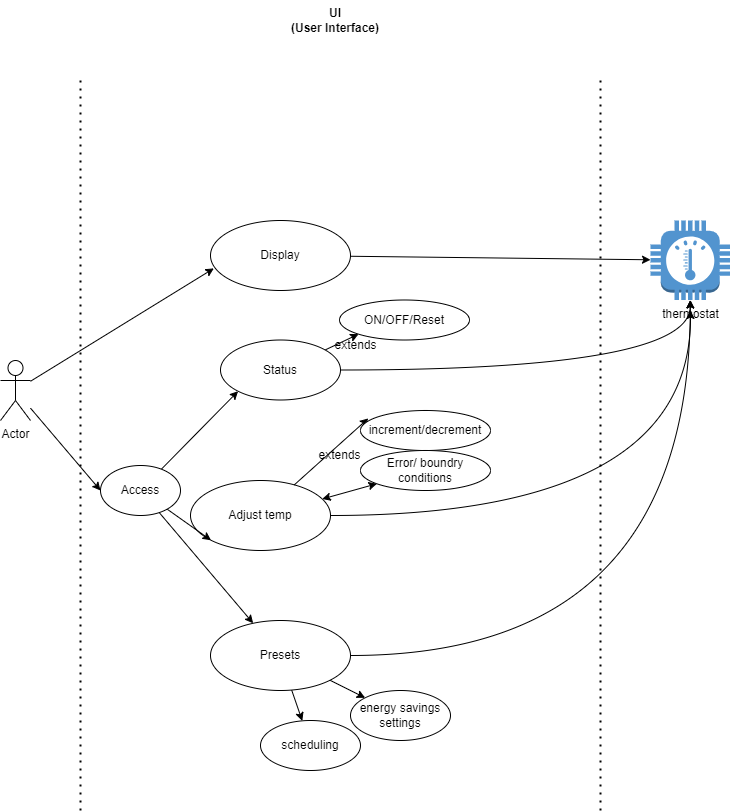 UI
(User Interface)
Display
thermostat
ON/OFF/Reset
extends
Status
Actor
increment/decrement
extends
Error/ boundry
conditions
Access
Adjust temp
Presets
energy savings
settings
scheduling